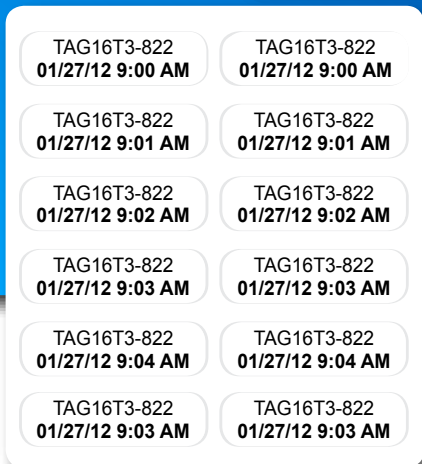 TAG16T3-822 TAG16T3-822
01/27/12 9:00 AM 01/27/12 9:00 AM
TAG16T3-822 TAG16T3-822
01/27/12 9:01 AM 01/27/12 9:01 AM
TAG16T3-822 TAG16T3-822
01/27/12 9:02 AM 01/27/12 9:02 AM
TAG16T3-822 TAG16T3-822
01/27/12 9:03 AM 01/27/12 9:03 AM
TAG16T3-822 TAG16T3-822
01/27/12 9:04 AM 01/27/12 9:04 AM
TAG16T3-822 TAG16T3-822
01/27/12 9:03 AM 01/27/12 9:03 AM